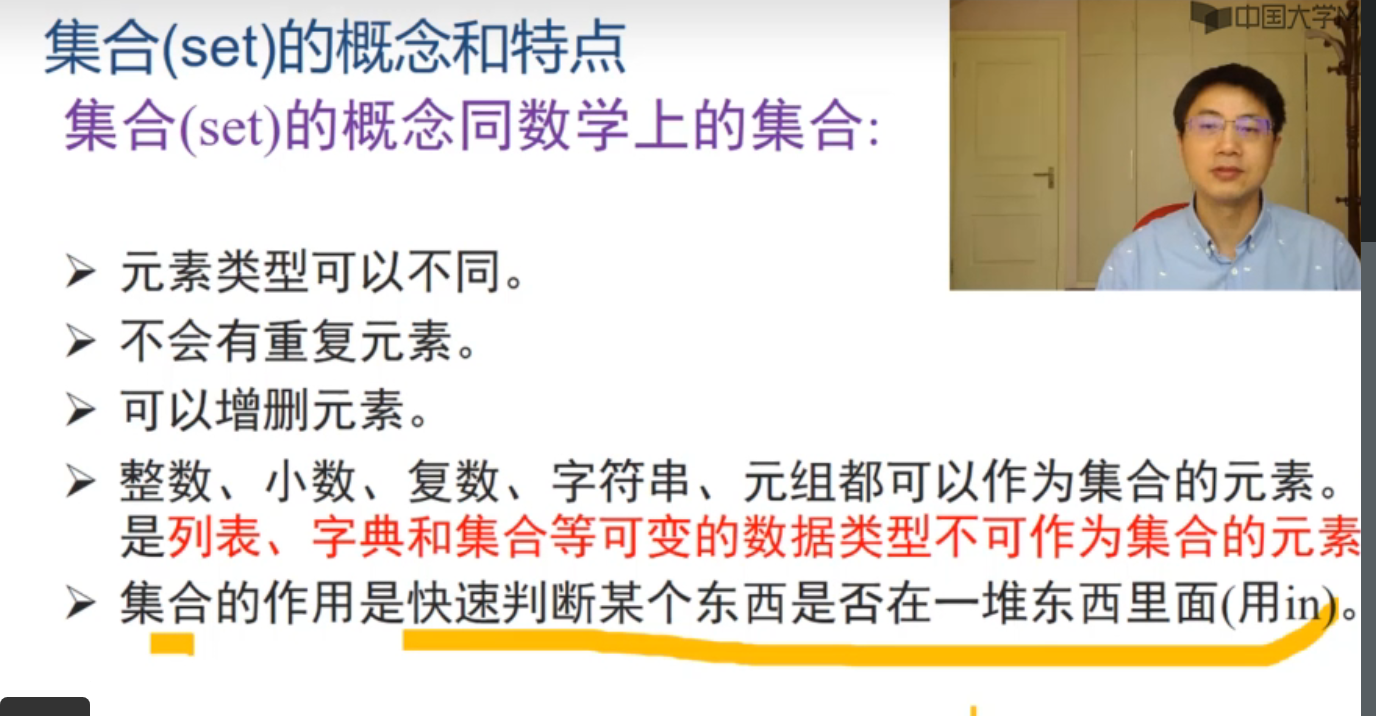 集合(set)的概念和特点
中国大学M
集合(set)的概念同数学上的集合:
➢ 元素类型可以不同。
➢ 不会有重复元素。
➢ 可以增删元素。
➢ 整数、小数、复数、字符串、元组都可以作为集合的元素。
是列表、字典和集合等可变的数据类型不可作为集合的元素
➢ 集合的作用是快速判断某个东西是否在一堆东西里面(用in)。